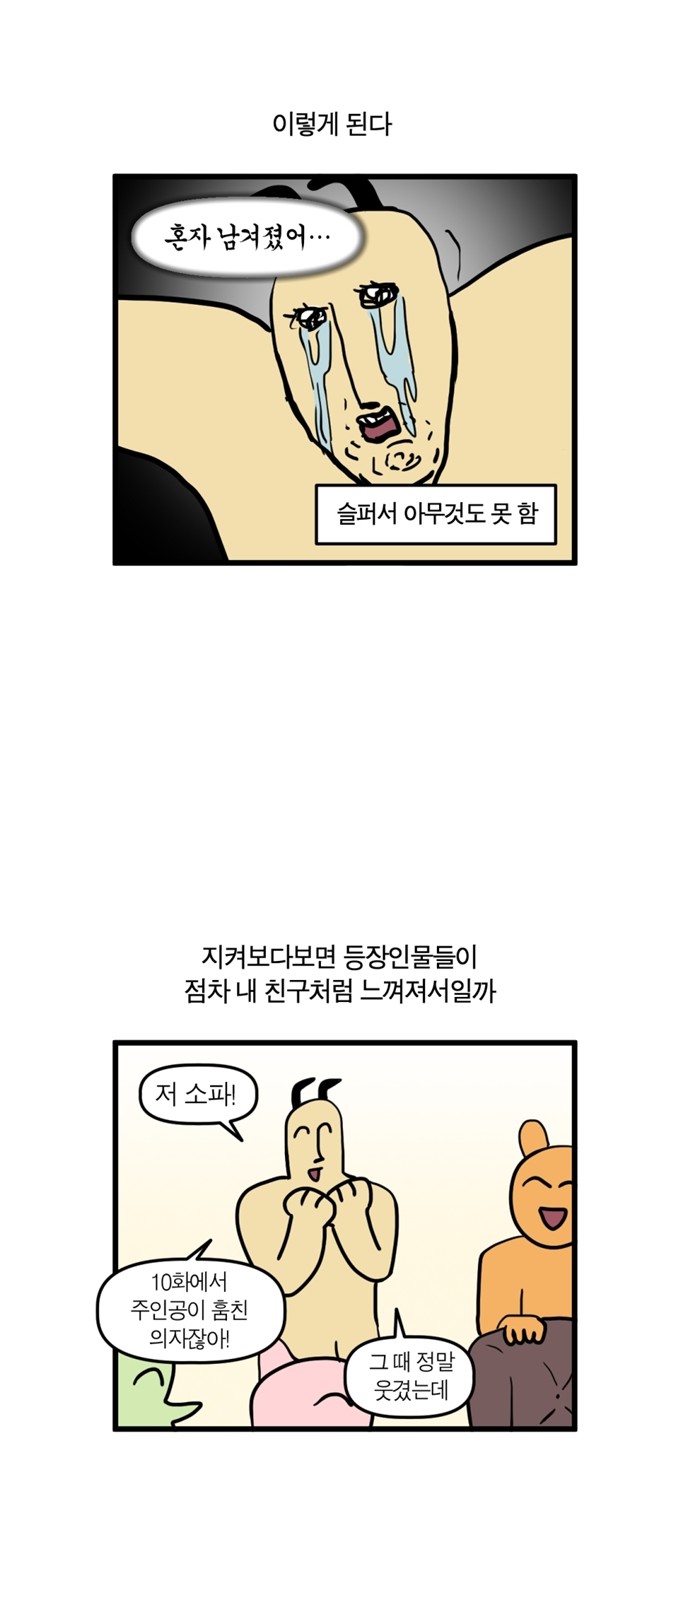 이렇게 된다
혼자 남겨졌어…
슬퍼서 아무것도 못 함
지켜보다보면 등장인물들이
점차 내 친구처럼 느껴져서일까
저 소파!
10화에서
주인공이 훔친
의자잖아!
그 때 정말
웃겼는데